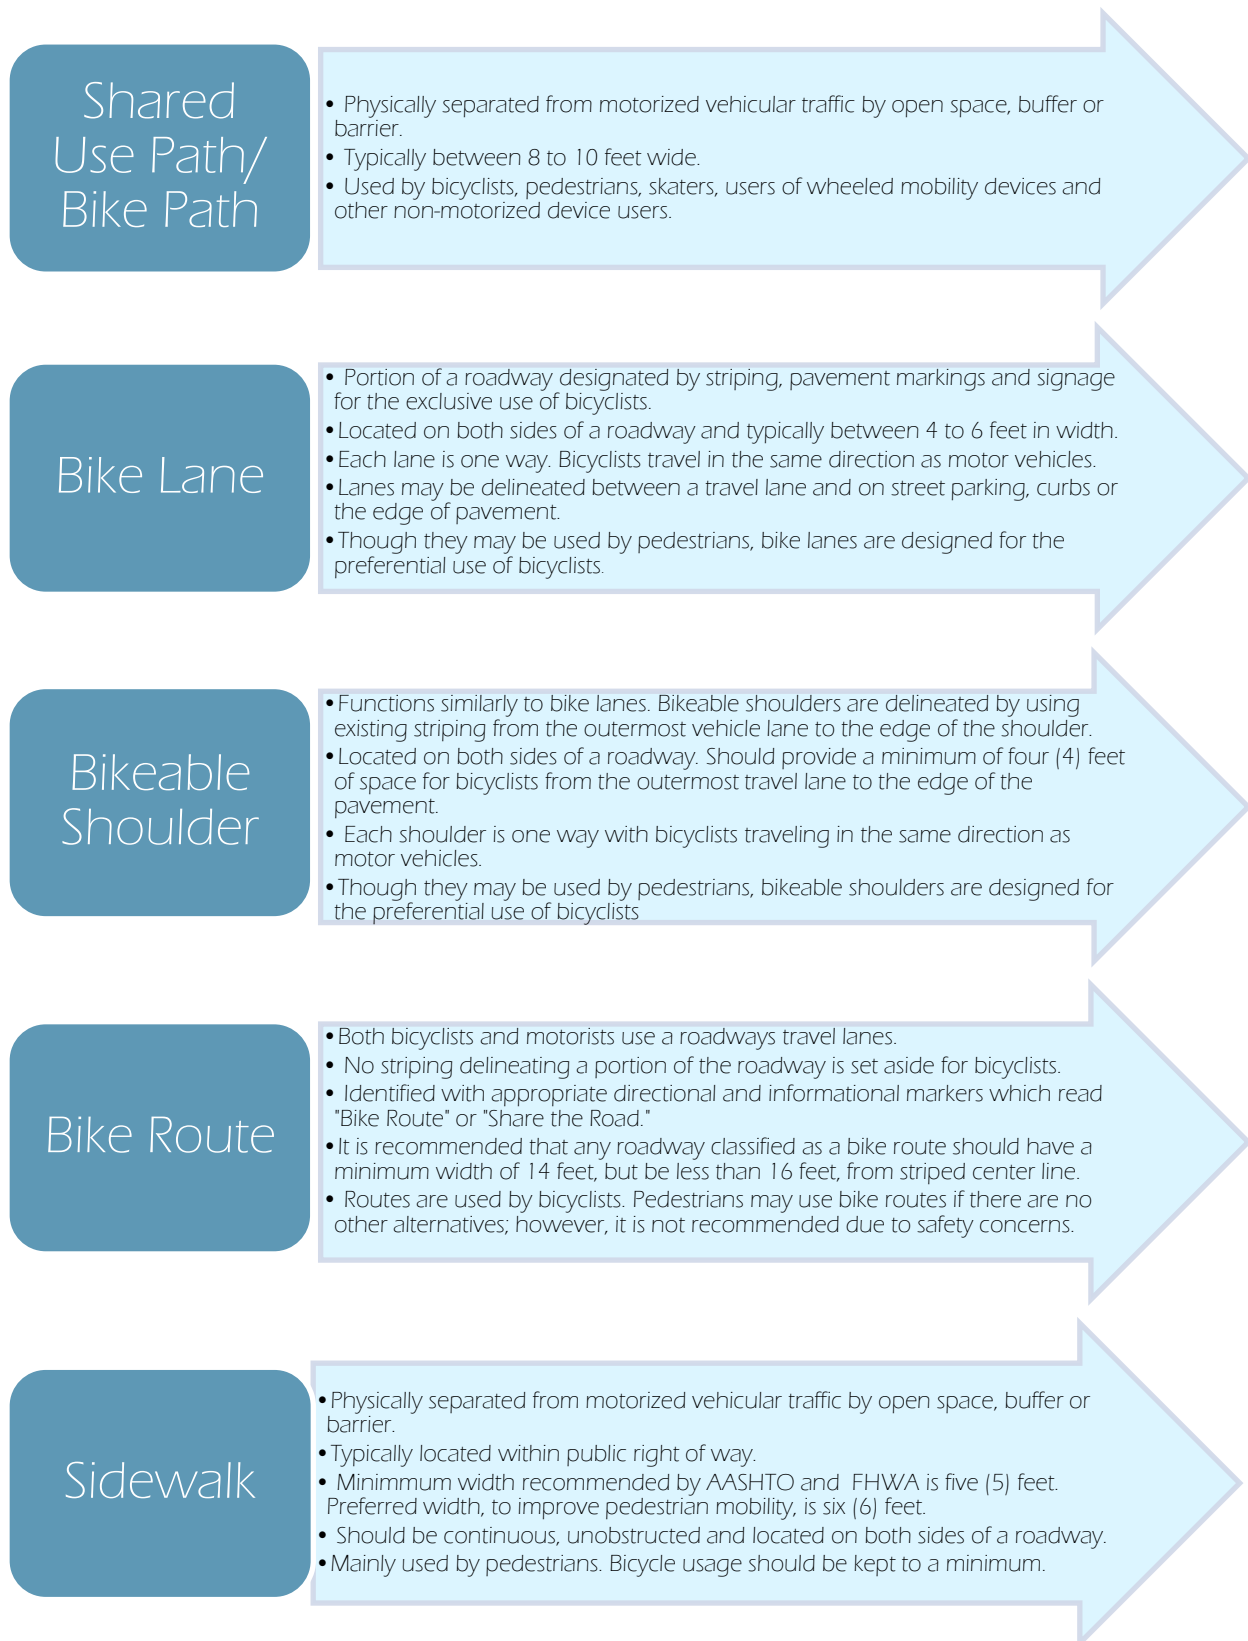 Shared
Use Path/
Bike Path
• Physically separated from motorized vehicular traffic by open space, buffer or
barrier.
• Typically between 8 to 10 feet wide.
• Used by bicyclists, pedestrians, skaters, users of wheeled mobility devices and
other non-motorized device users.
Bike Lane
• Portion of a roadway designated by striping, pavement markings and signage
for the exclusive use of bicyclists.
• Located on both sides of a roadway and typically between 4 to 6 feet in width.
• Each lane is one way. Bicyclists travel in the same direction as motor vehicles.
• Lanes may be delineated between a travel lane and on street parking, curbs or
the edge of pavement.
• Though they may be used by pedestrians, bike lanes are designed for the
preferential use of bicyclists.
Bikeable
Shoulder
• Functions similarly to bike lanes. Bikeable shoulders are delineated by using
existing striping from the outermost vehicle lane to the edge of the shoulder.
• Located on both sides of a roadway. Should provide a minimum of four (4) feet
of space for bicyclists from the outermost travel lane to the edge of the
pavement.
• Each shoulder is one way with bicyclists traveling in the same direction as
motor vehicles.
• Though they may be used by pedestrians, bikeable shoulders are designed for
the preferential use of bicyclists
Bike Route
• Both bicyclists and motorists use a roadways travel lanes.
• No striping delineating a portion of the roadway is set aside for bicyclists.
• Identified with appropriate directional and informational markers which read
"Bike Route" or "Share the Road."
• It is recommended that any roadway classified as a bike route should have a
minimum width of 14 feet, but be less than 16 feet, from striped center line.
• Routes are used by bicyclists. Pedestrians may use bike routes if there are no
other alternatives; however, it is not recommended due to safety concerns.
Sidewalk
• Physically separated from motorized vehicular traffic by open space, buffer or
barrier.
• Typically located within public right of way.
• Minimmum width recommended by AASHTO and FHWA is five (5) feet.
Preferred width, to improve pedestrian mobility, is six (6) feet.
• Should be continuous, unobstructed and located on both sides of a roadway.
• Mainly used by pedestrians. Bicycle usage should be kept to a minimum.